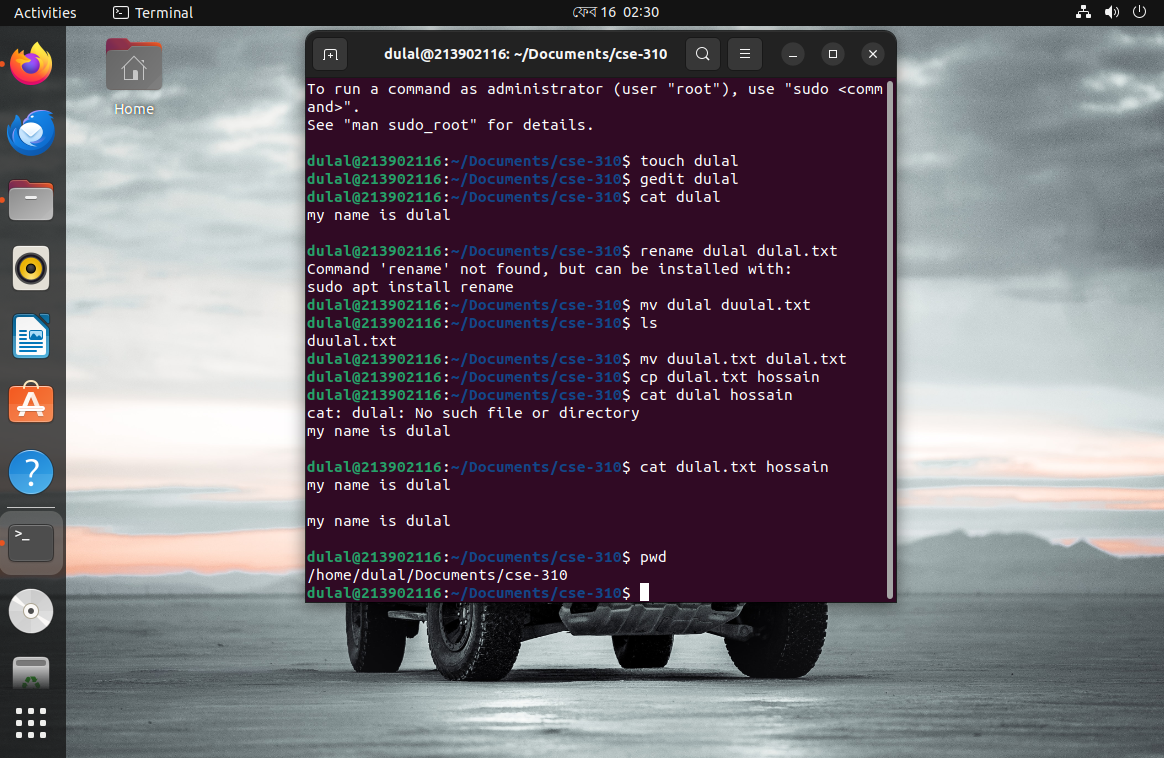 Activities Terminal ফেব 16 02:30
Home
dulal@213902116: ~/Documents/cse-310
To run a command as administrator (user "root"), use "sudo <comm
and>".
See "man sudo_root" for details.
dulal@213902116:~/Documents/cse-310$ touch dulal
dulal@213902116:~/Documents/cse-310$ gedit dulal
dulal@213902116:~/Documents/cse-310$ cat dulal
my name is dulal
dulal@213902116:~/Documents/cse-310$ rename dulal dulal.txt
Command 'rename' not found, but can be installed with:
sudo apt install rename
dulal@213902116:~/Documents/cse-310$ mv dulal duulal.txt
dulal@213902116:~/Documents/cse-310$ ls
duulal.txt
dulal@213902116:~/Documents/cse-310$ mv duulal.txt dulal.txt
dulal@213902116:~/Documents/cse-310$ cp dulal.txt hossain
dulal@213902116:~/Documents/cse-310$ cat dulal hossain
cat: dulal: No such file or directory
my name is dulal
dulal@213902116:~/Documents/cse-310$ cat dulal.txt hossain
my name is dulal
my name is dulal
dulal@213902116:~/Documents/cse-310$ pwd
/home/dulal/Documents/cse-310
dulal@213902116:~/Documents/cse-310$